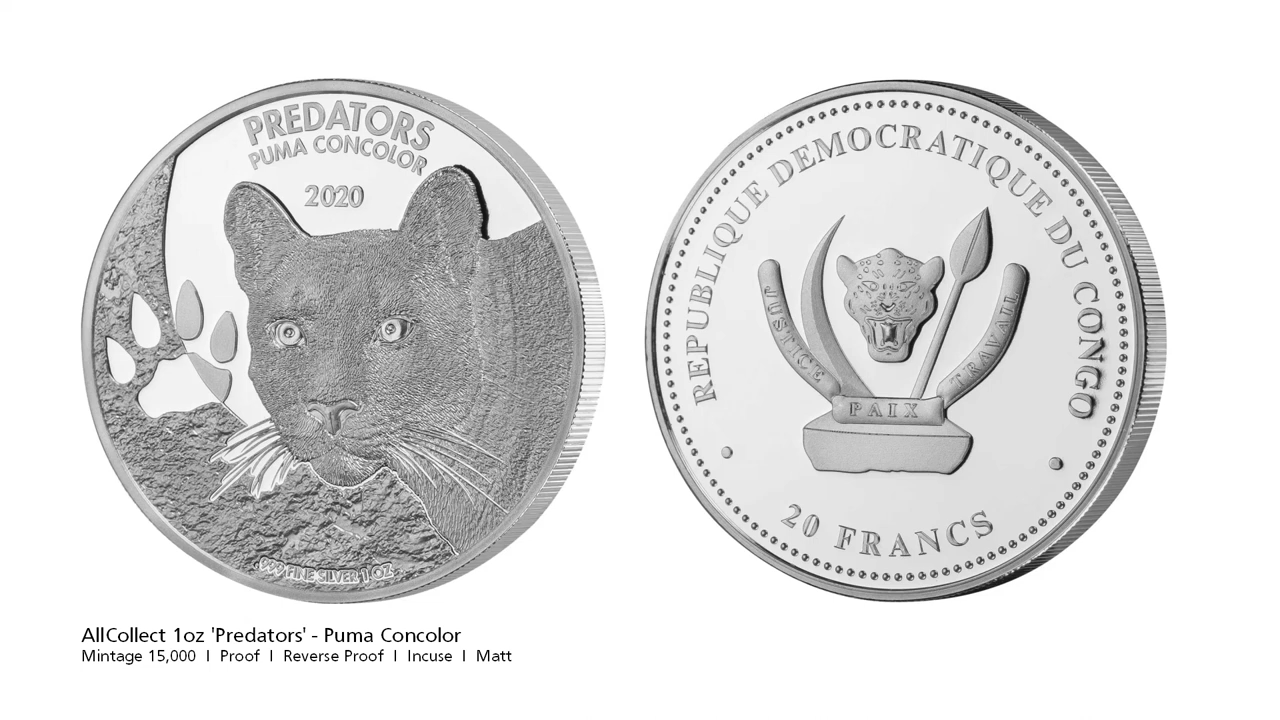 PREDATORS
PUMA CONCOLOR
2020
999 FINE SILVER 1 OZ
REPUBLIQUE DEMOCRATIQUE DU CONGO
JUSTICE
PAIX
TRAVAIL
20 FRANCS
AllCollect 1oz 'Predators' - Puma Concolor
Mintage 15,000 I Proof I Reverse Proof I Incuse I Matt